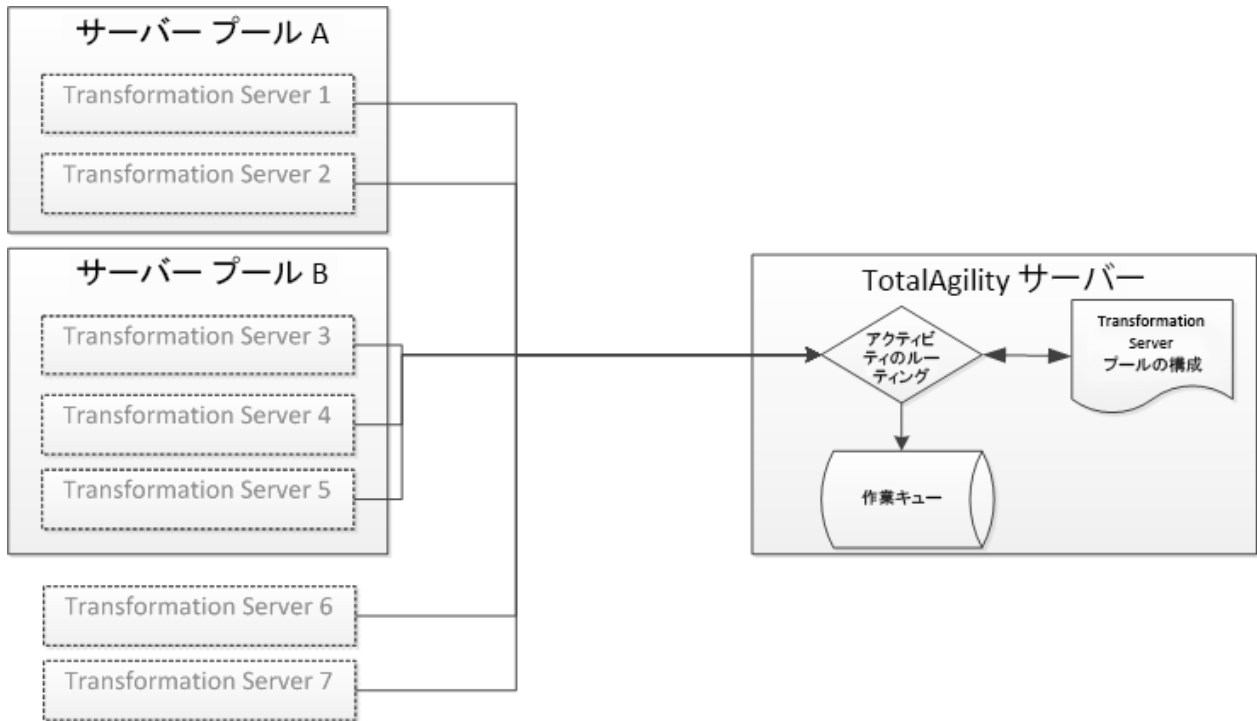 サーバー プール A
Transformation Server 1
Transformation Server 2
サーバー プール B
Transformation Server 3
Transformation Server 4
Transformation Server 5
Transformation Server 6
Transformation Server 7
TotalAgility サーバー
アクティビ
ティのルー
ティング
Transformation
Server
プールの構成
作業キュー